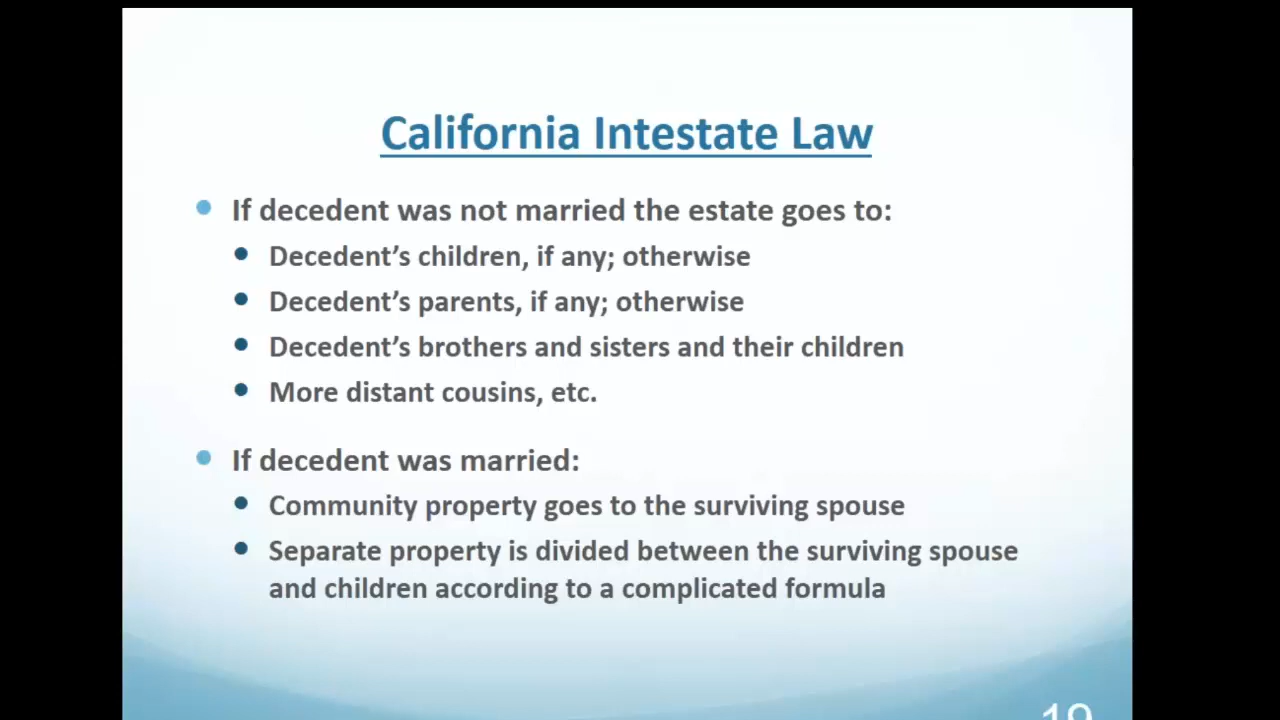 California Intestate Law
If decedent was not married the estate goes to:
Decedent’s children, if any; otherwise
Decedent’s parents, if any; otherwise
Decedent’s brothers and sisters and their children
More distant cousins, etc.
If decedent was married:
Community property goes to the surviving spouse
Separate property is divided between the surviving spouse
and children according to a complicated formula
19